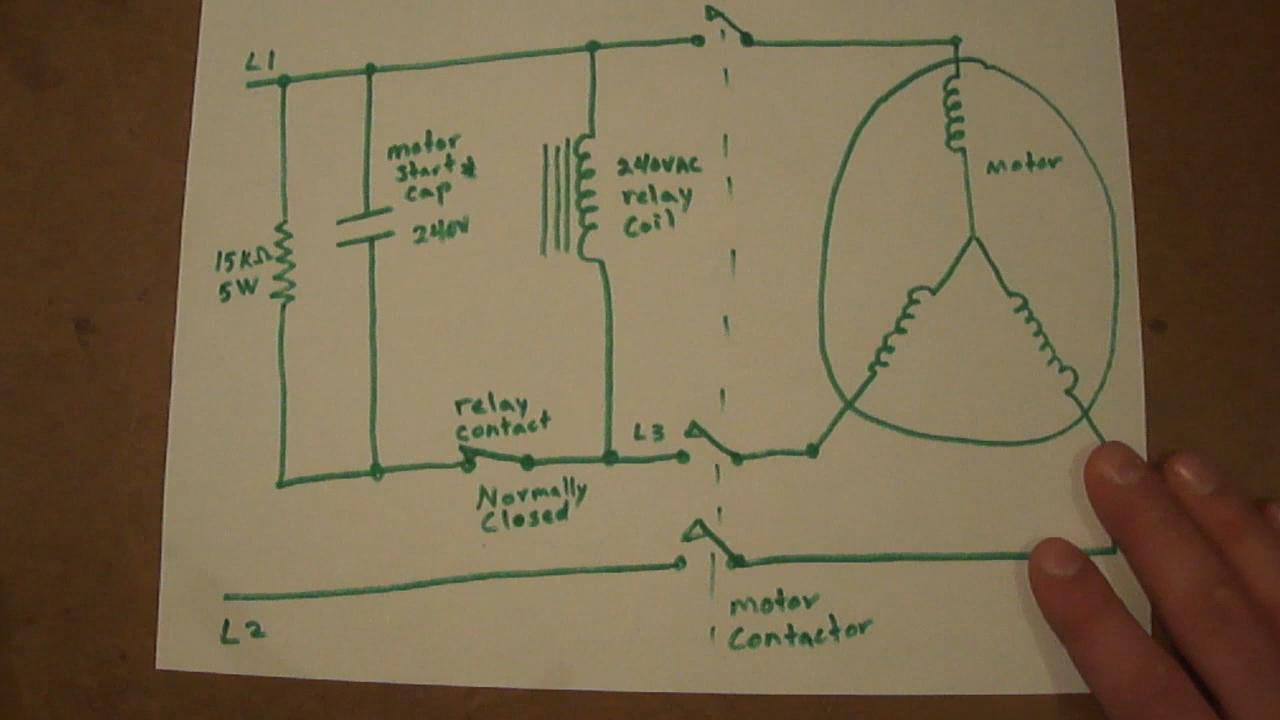 L1
motor
start
cap
240V
15KΩ
5W
240VAC
relay
coil
motor
relay
contact
L3
Normally
Closed
L2
motor
Contactor